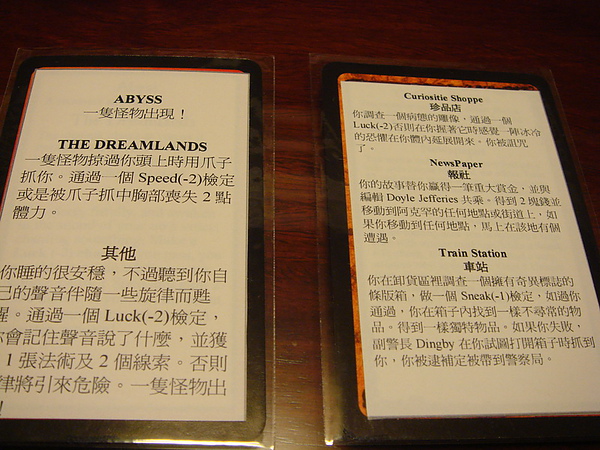 ABYSS
一隻怪物出現！
THE DREAMLANDS
一隻怪物掠過你頭上時用爪子
抓你。通過一個 Speed(-2)檢定
或是被爪子抓中胸部喪失 2 點
體力。
其他
你睡的很安穩，不過聽到你自
己的聲音伴隨一些旋律而甦
醒。通過一個 Luck(-2)檢定，
你會記住聲音說了什麼，並獲
1 張法術及 2 個線索。否則
律將引來危險。一隻怪物出
！
Curiositie Shoppe
珍品店
你調查一個病態的雕像，通過一個
Luck(-2)否則在你握著它時感覺一陣冰冷
的恐懼在你體內延展開來。你被詛咒
了。
NewsPaper
報社
你的故事替你贏得一筆重大賞金，並與
編輯 Doyle Jefferies 共乘。得到 2 塊錢並
移動到阿克罕的任何地點或街道上，如
果你移動到任何地點，馬上在該地有個
遭遇。
Train Station
車站
你在卸貨區裡調查一個擁有奇異標誌的
條版箱，做一個 Sneak(-1)檢定，如過你
通過，你在箱子內找到一樣不尋常的物
品。得到一樣獨特物品。如果你失敗，
副警長 Dingby 在你試圖打開箱子時抓到
你，你被逮補定被帶到警察局。